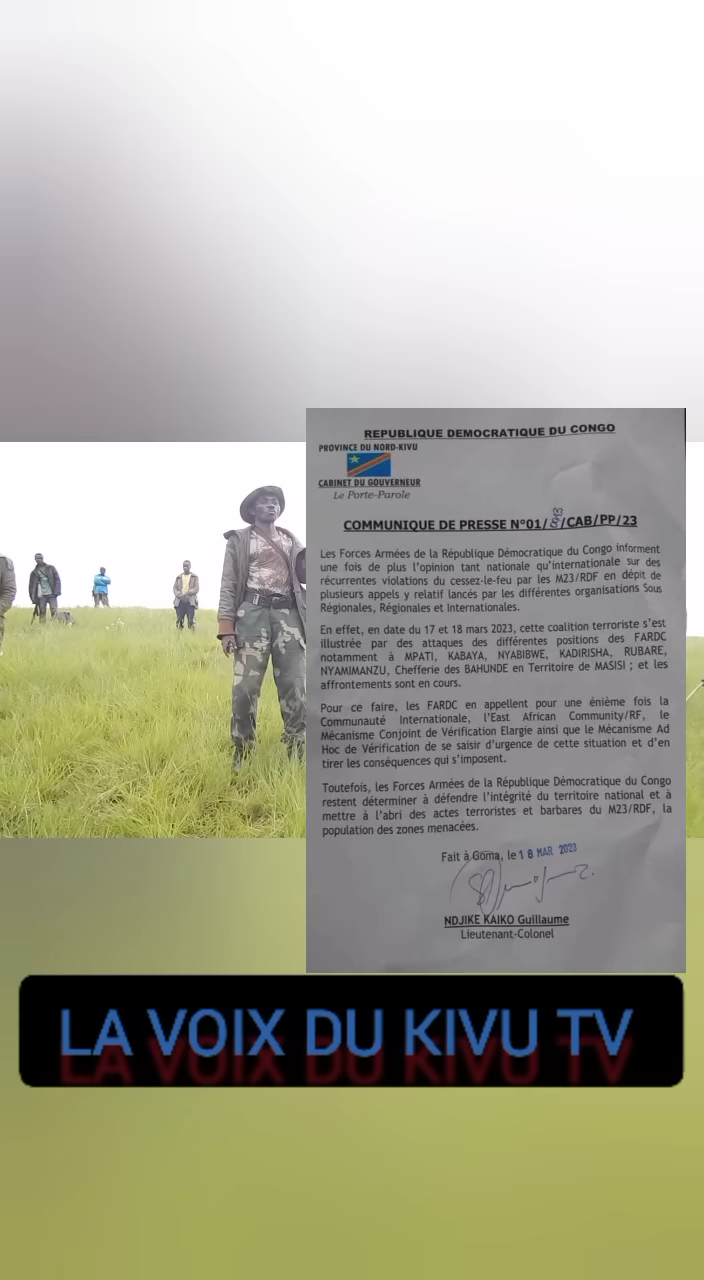 REPUBLIQUE DEMOCRATIQUE DU CONGO
PROVINCE DU NORD-KIVU
CABINET DU GOUVERNEUR
Le Porte-Parole
COMMUNIQUE DE PRESSE N°01/ /CAB/PP/23
Les Forces Armées de la République Démocratique du Congo informent
une fois de plus l'opinion tant nationale qu'internationale sur des
récurrentes violations du cessez-le-feu par les M23/RDF en dépit de
plusieurs appels y relatif lancés par les différentes organisations Sous
Régionales, Régionales et Internationales.
En effet, en date du 17 et 18 mars 2023, cette coalition terroriste s'est
illustrée par des attaques des différentes positions des FARDC
notamment à MPATI, KABAYA, NYABIBWE, KADIRISHA, RUBARE,
NYAMIMANZU, Chefferie des BAHUNDE en Territoire de MASISI ; et les
affrontements sont en cours.
Pour ce faire, les FARDC en appellent pour une énième fois la
Communauté Internationale, l'East African Community/RF, le
Mécanisme Conjoint de Vérification Elargie ainsi que le Mécanisme Ad
Hoc de Vérification de se saisir d'urgence de cette situation et d'en
tirer les conséquences qui s'imposent.
Toutefois, les Forces Armées de la République Démocratique du Congo
restent déterminer à défendre l'intégrité du territoire national et à
mettre à l'abri des actes terroristes et barbares du M23/RDF, la
population des zones menacées.
Fait à Goma, le 18 MAR 2023
NDJIKE KAIKO Guillaume
Lieutenant-Colonel
LA VOIX DU KIVU TV